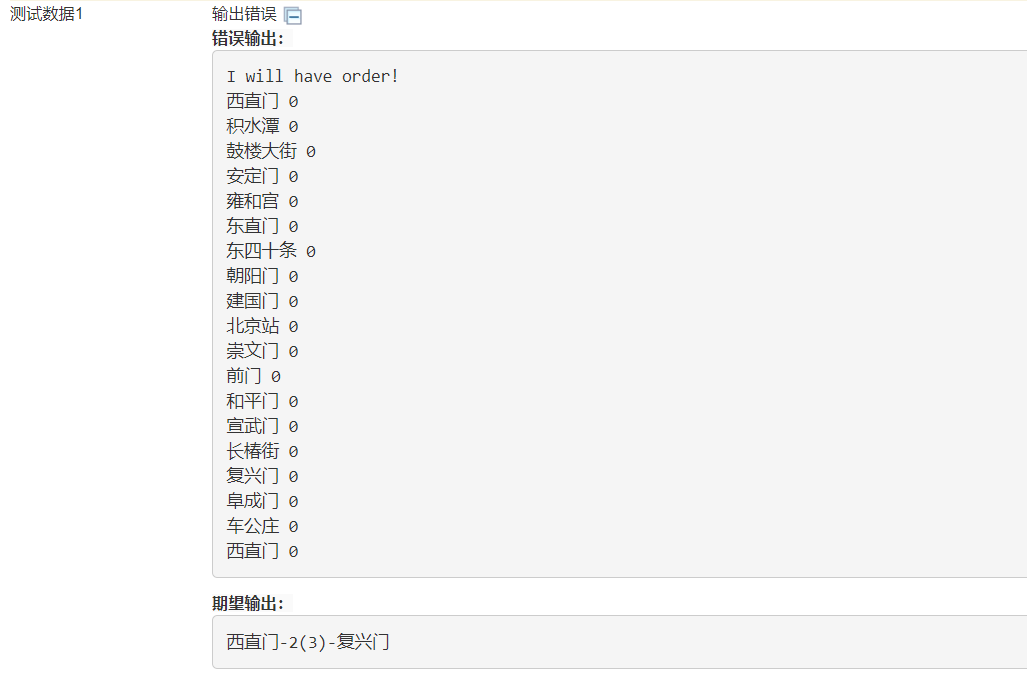 测试数据1
输出错误
错误输出：
I will have order!
西直门 0
积水潭 0
鼓楼大街 0
安定门 0
雍和宫 0
东直门 0
东四十条 0
朝阳门 0
建国门 0
北京站 0
崇文门 0
前门 0
和平门 0
宣武门 0
长椿街 0
复兴门 0
阜成门 0
车公庄 0
西直门 0
期望输出：
西直门-2(3)-复兴门